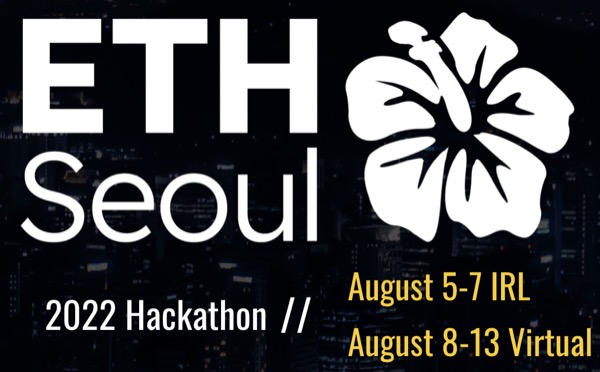 ETH
Seoul
2022 Hackathon //
August 5-7 IRL
August 8-13 Virtual